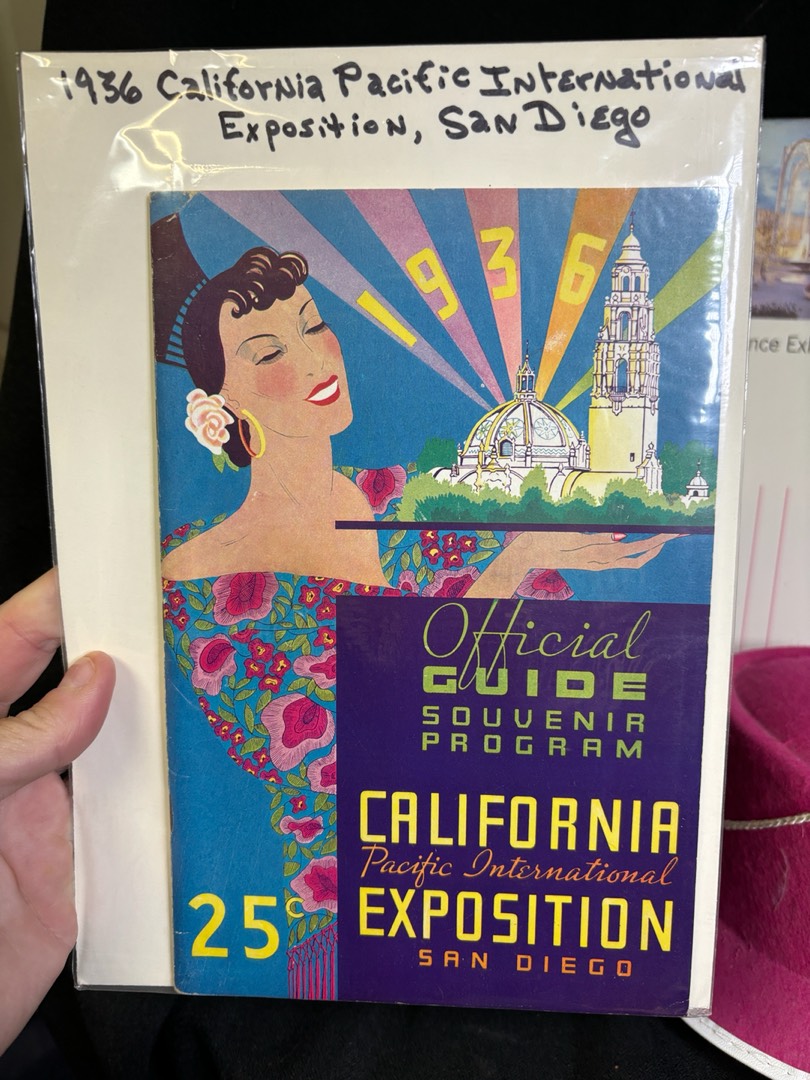 1936 California Pacific International
Exposition, San Diego
1936
Official
GUIDE
SOUVENIR
PROGRAM
CALIFORNIA
Pacific International
EXPOSITION
SAN DIEGO
25¢